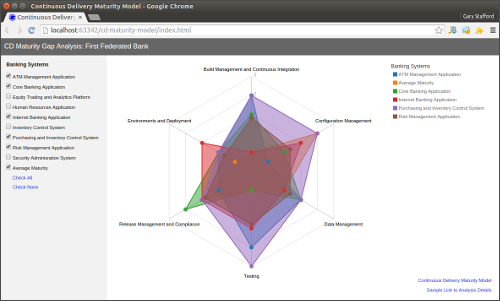 Continuous Delivery Maturity Model - Google Chrome
Continuous Delivery
Gary Stafford
localhost:63342/cd-maturity-model/index.html
CD Maturity Gap Analysis: First Federated Bank
Banking Systems
ATM Management Application
Core Banking Application
Equity Trading and Analytics Platform
Human Resources Application
Internet Banking Application
Inventory Control System
Purchasing and Inventory Control System
Risk Management Application
Security Administration System
Average Maturity
Check All
Check None
Build Management and Continuous Integration
Environments and Deployment
Configuration Management
Release Management and Compliance
Data Management
Testing
Banking Systems
ATM Management Application
Average Maturity
Core Banking Application
Internet Banking Application
Purchasing and Inventory Control System
Risk Management Application
Continuous Delivery Maturity Model
Sample Link to Analysis Details